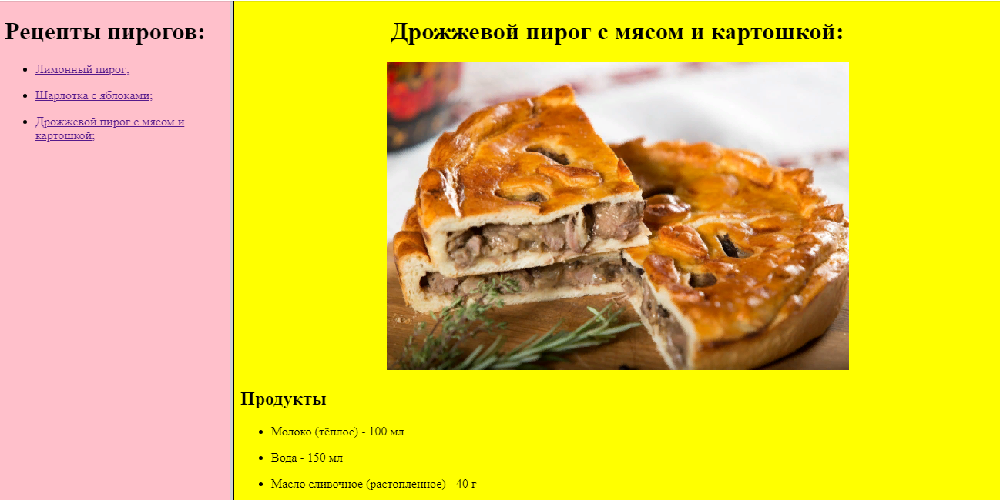 Рецепты пирогов:
Лимонный пирог;
Шарлотка с яблоками;
Дрожжевой пирог с мясом и
картошкой;
Дрожжевой пирог с мясом и картошкой:
Продукты
Молоко (тёплое) - 100 мл
Вода - 150 мл
Масло сливочное (растопленное) - 40 г